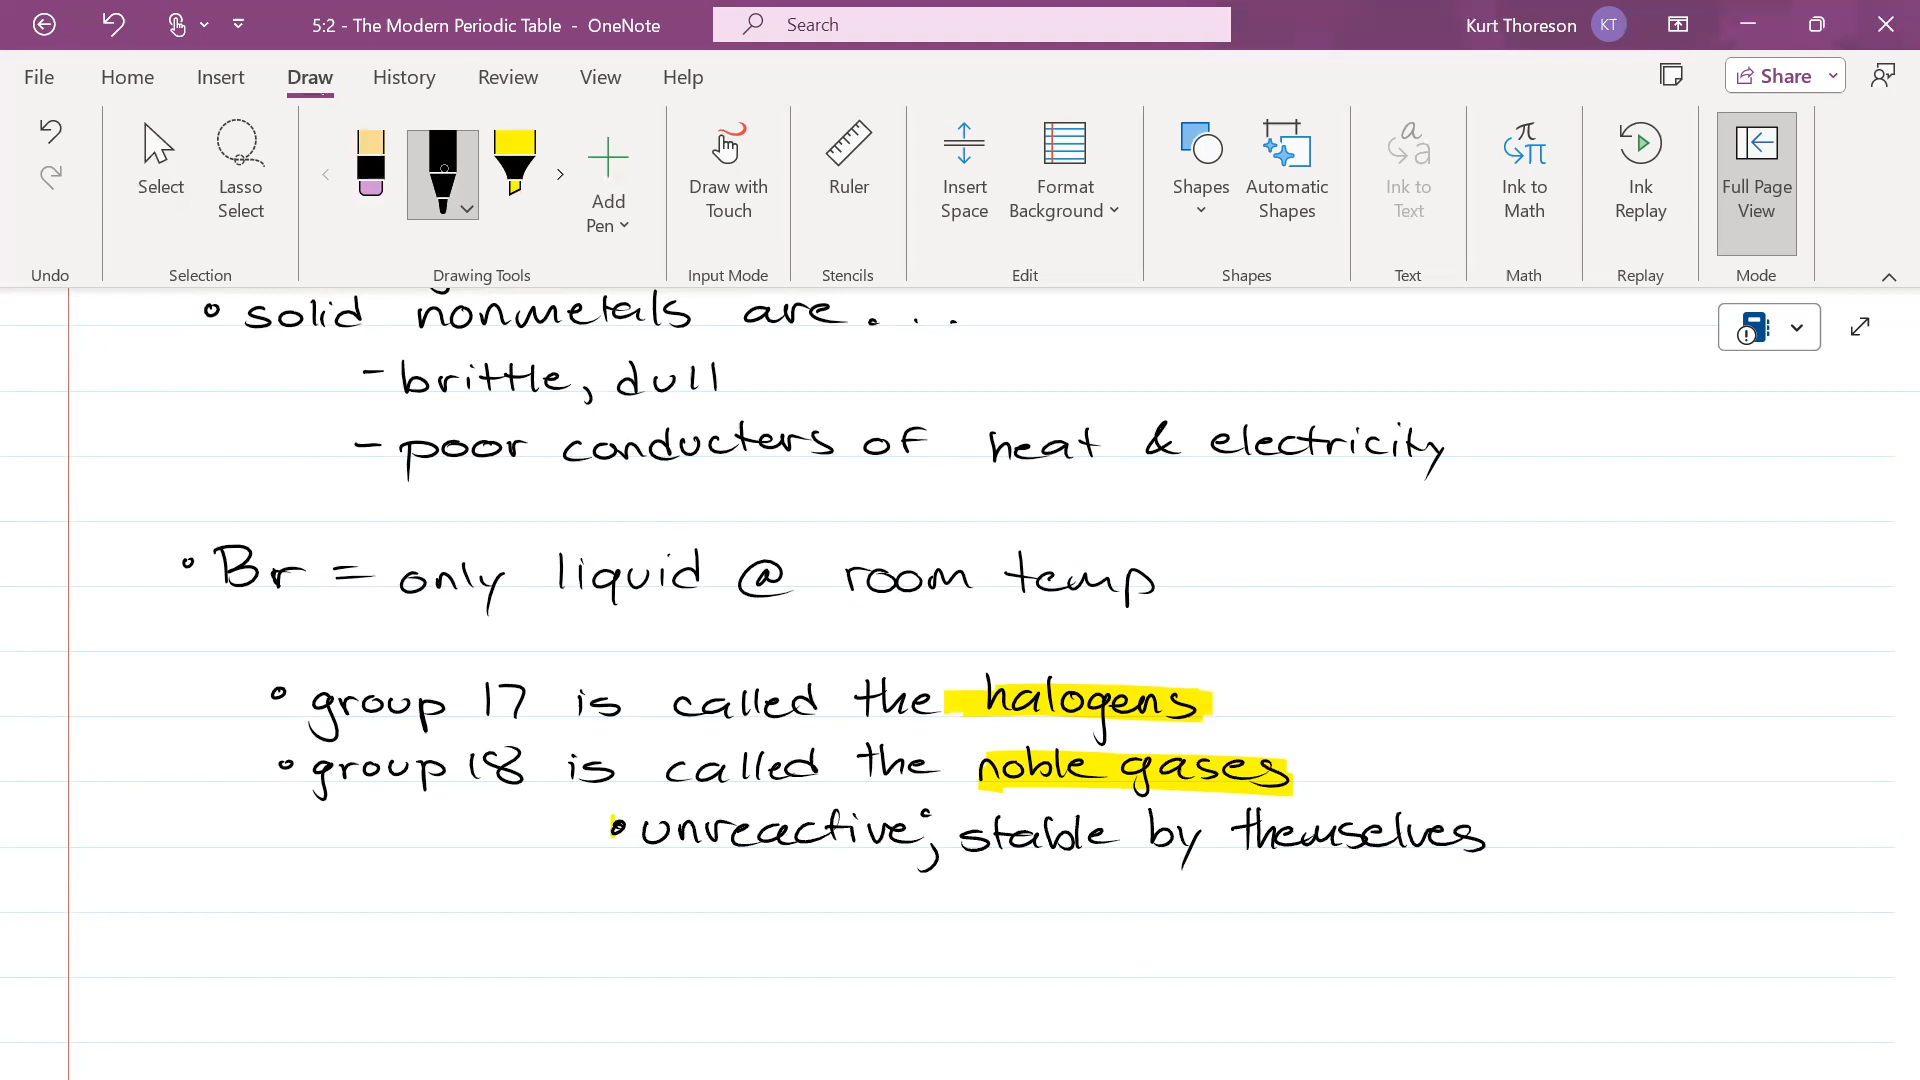 5:2 - The Modern Periodic Table - OneNote
Search
Kurt Thoreson
KT
File Home Insert Draw History Review View Help
Share
Select
Lasso Select
Add Pen
Draw with Touch
Ruler
Insert Space
Format Background
Shapes
Automatic Shapes
a a
Ink to Text
π π
Ink to Math
Ink Replay
Full Page View
Undo Selection Drawing Tools Input Mode Stencils Edit Shapes Text Math Replay Mode
• solid nonmetals are . . .
- brittle, dull
- poor conducters of heat & electricity
• Br = only liquid @ room temp
• group 17 is called the halogens
• group 18 is called the noble gases
• unreactive; stable by themselves